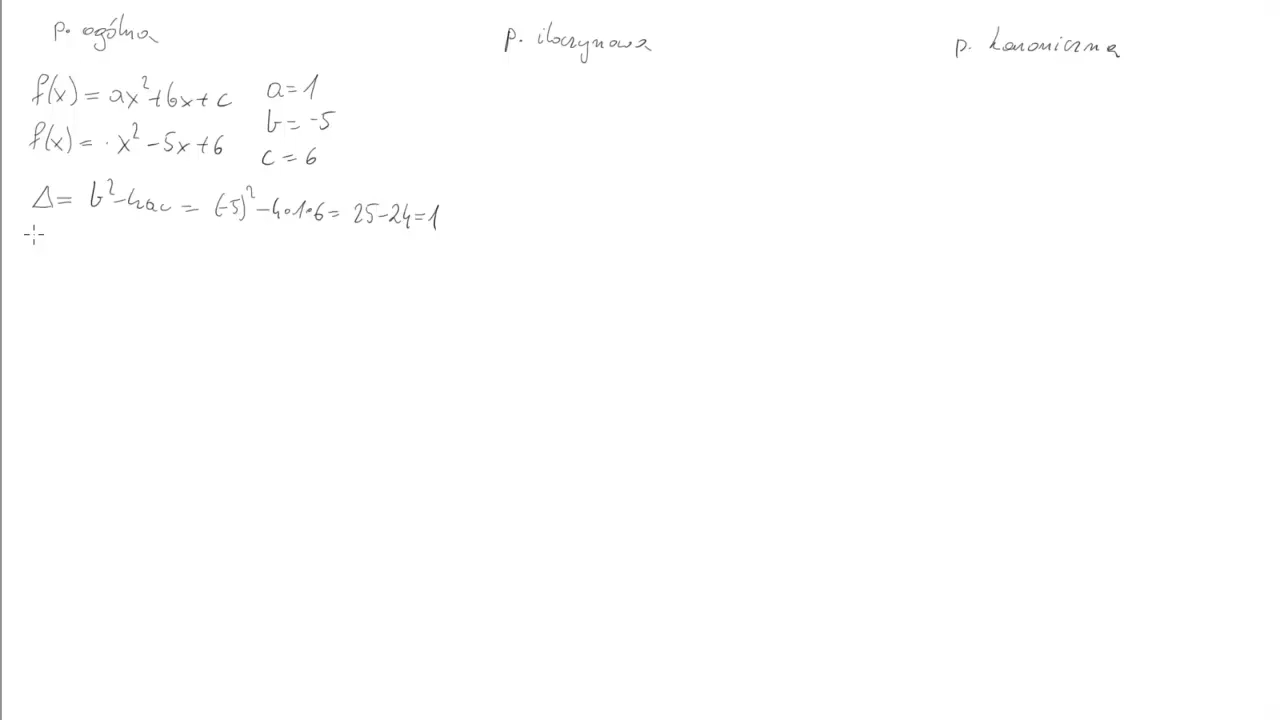 p. ogólna
p. iloczynowa
p. kanoniczna
f(x) = ax²+bx+c
a=1
b = -5
f(x) = · x² - 5x + 6
c = 6
Δ = b²-4ac = (-5)² - 4·1·6 = 25-24=1